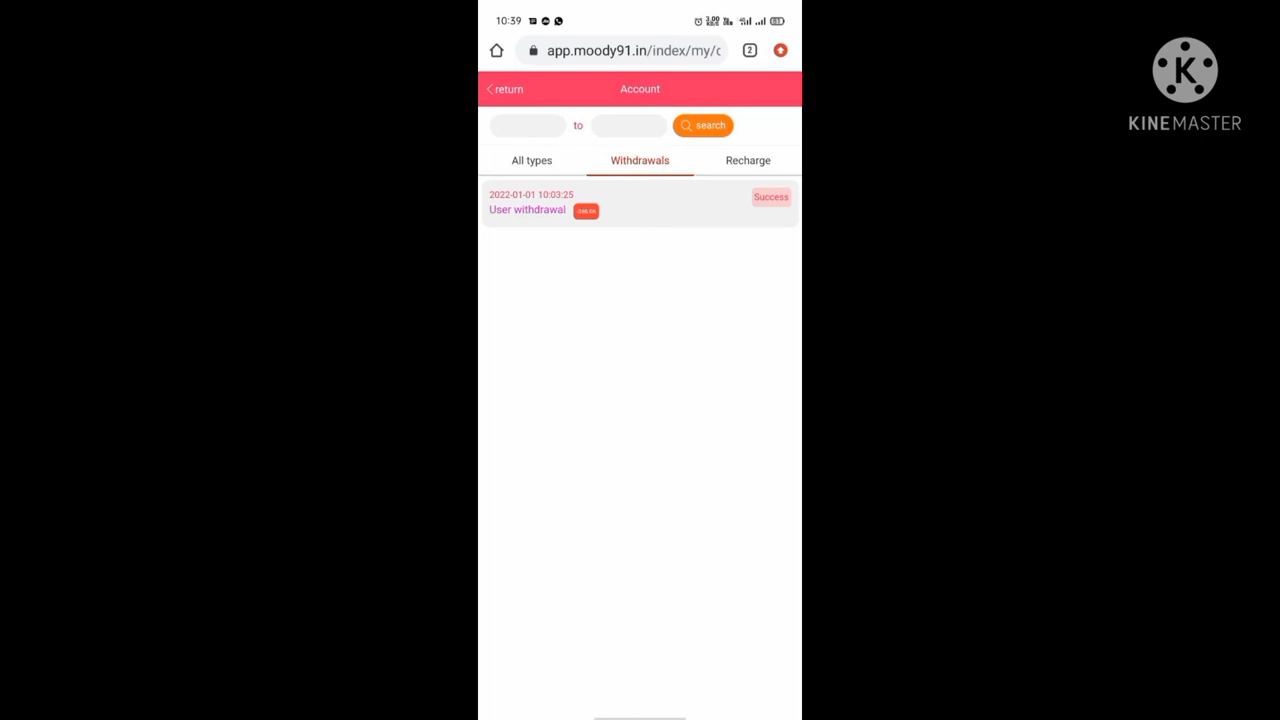 10:39
app.moody91.in/index/my/c
2
return
Account
to
search
All types
Withdrawals
Recharge
2022-01-01 10:03:25
Success
User withdrawal
K
KINEMASTER